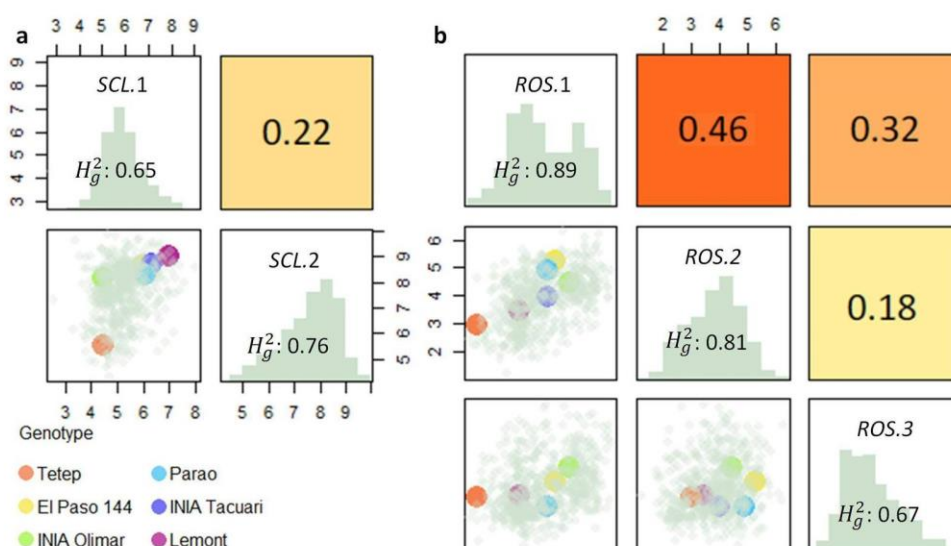 a
3 4 5 6 7 8 9
9
8
7
6
5
4
3
SCL.1
H²g: 0.65
0.22
SCL.2
H²g: 0.76
9
8
7
6
5
3 4 5 6 7 8
5 6 7 8 9
Genotype
Tetep
Parao
El Paso 144
INIA Tacuari
INIA Olimar
Lemont
b
2 3 4 5 6
ROS.1
H²g: 0.89
0.46
0.32
6
5
4
3
2
ROS.2
H²g: 0.81
0.18
ROS.3
H²g: 0.67